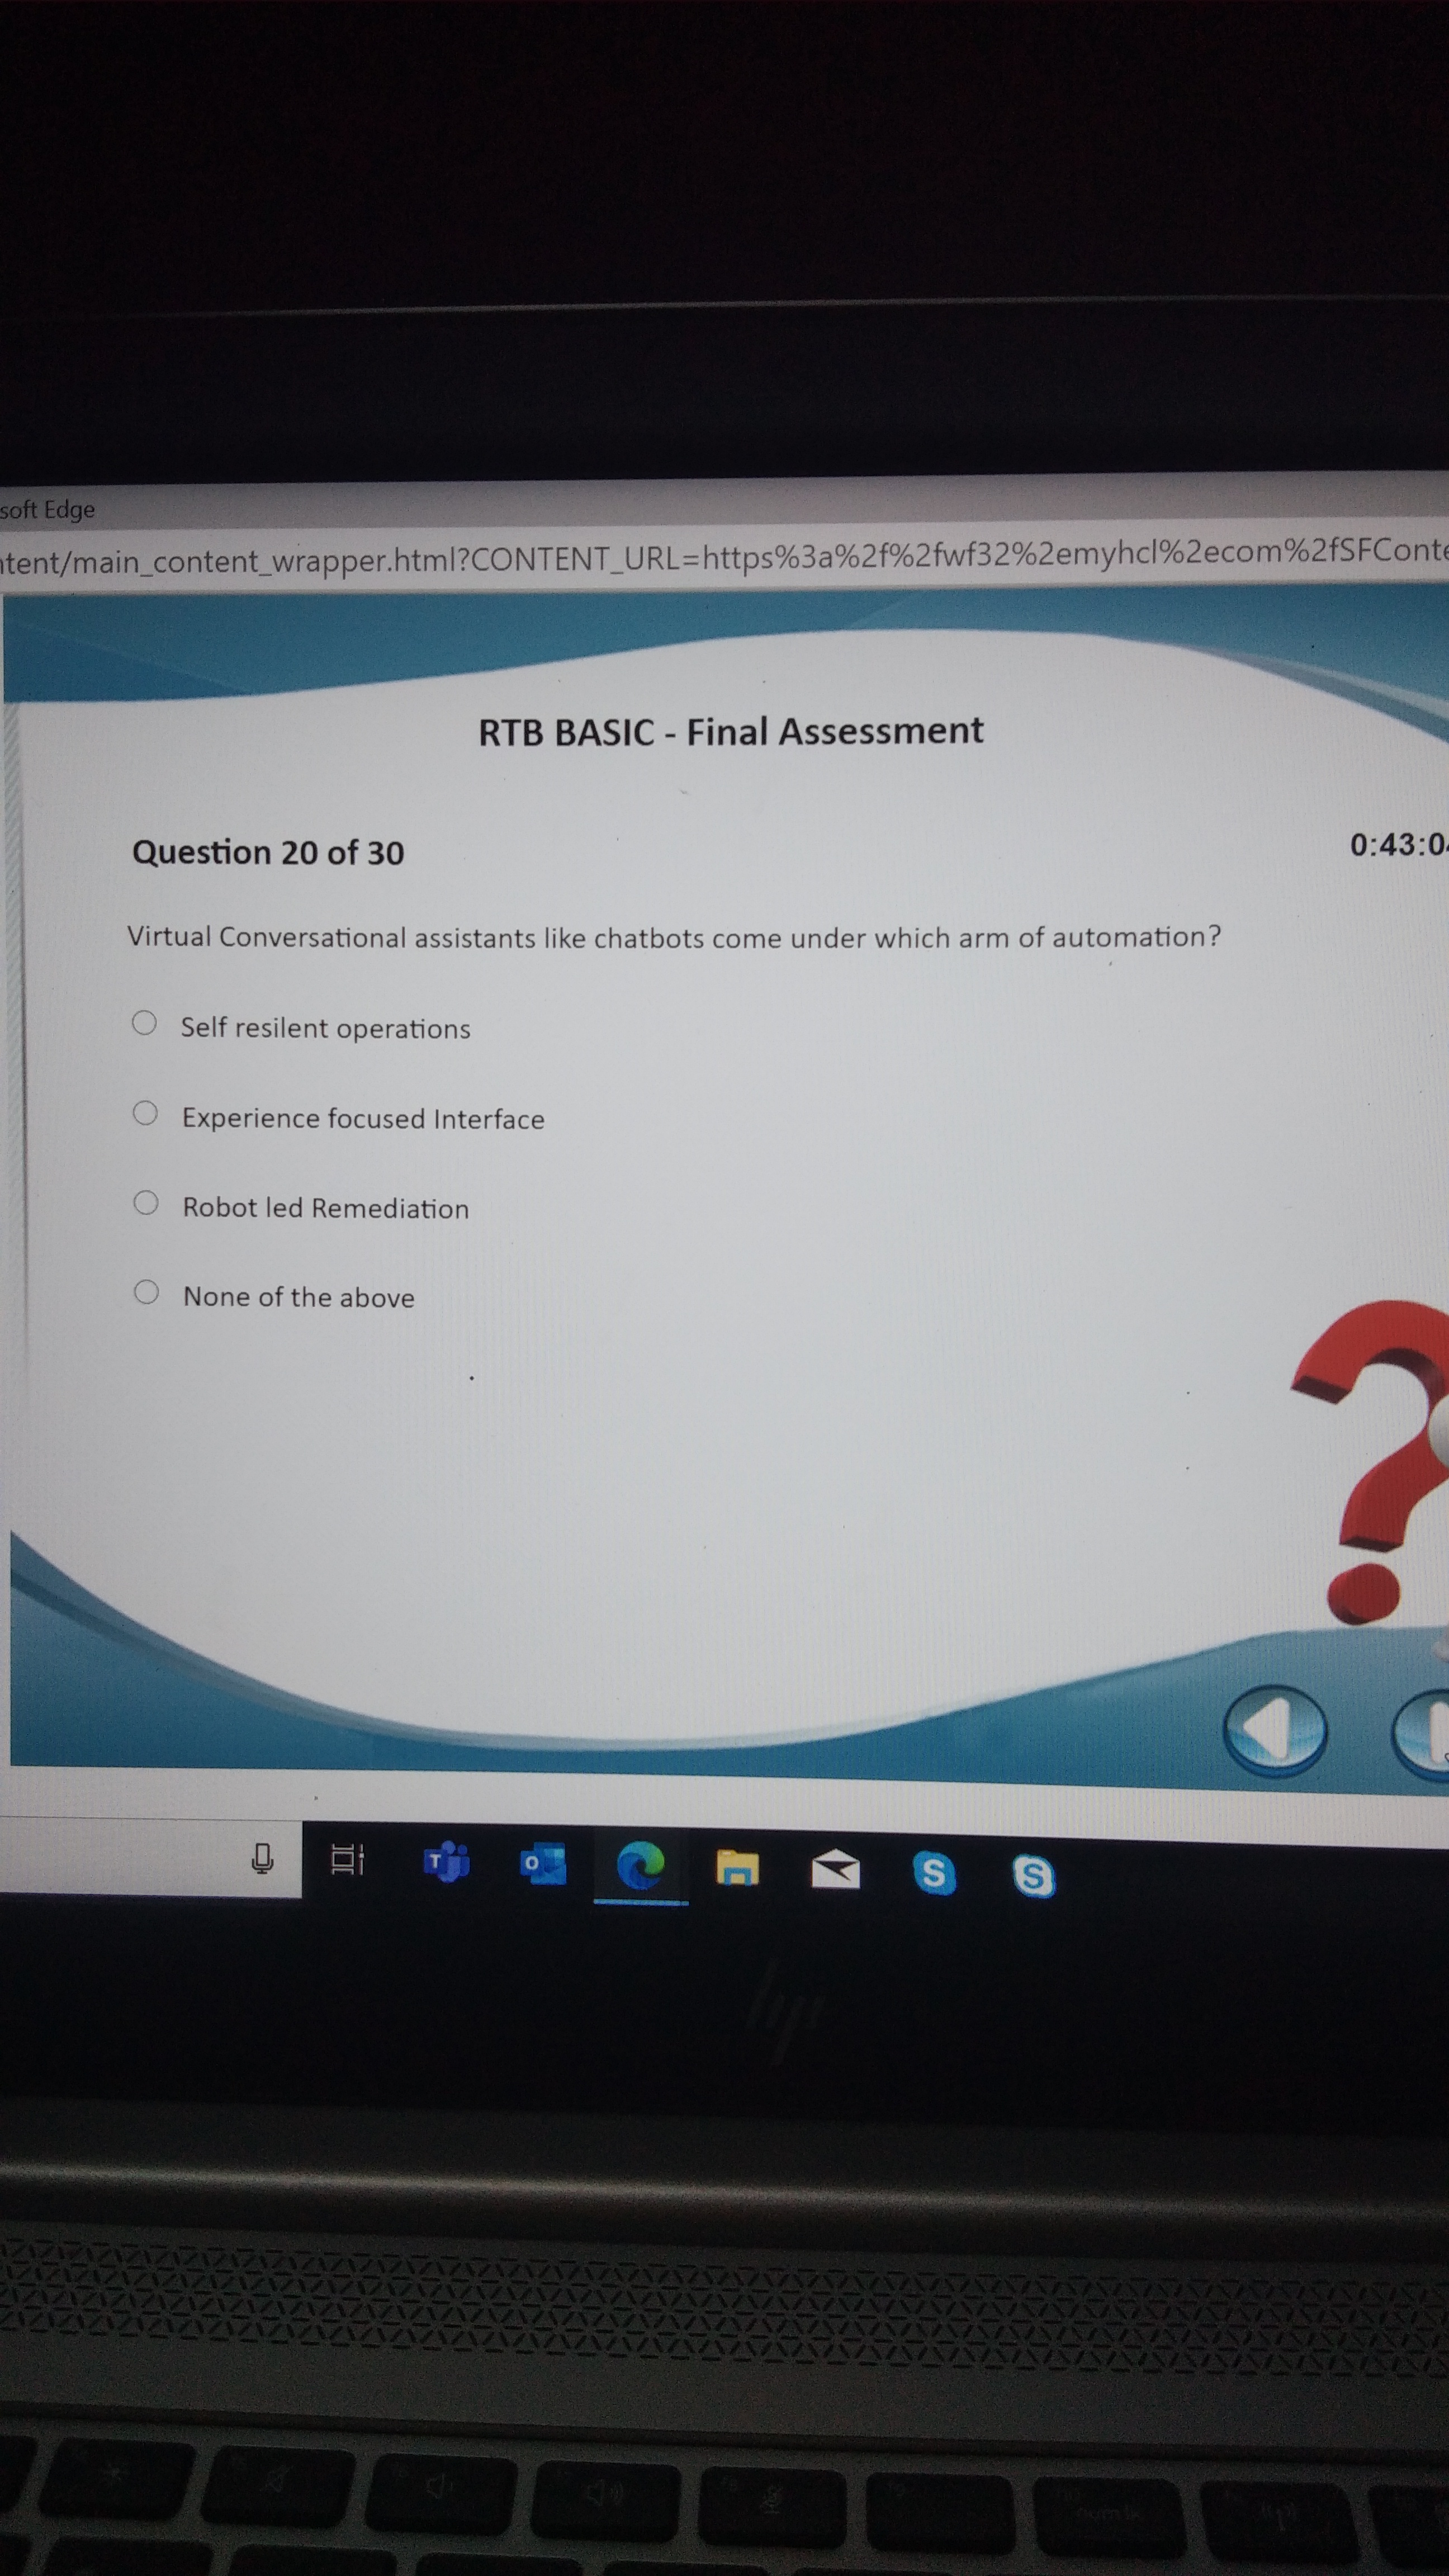 soft Edge
ntent/main_content_wrapper.html?CONTENT_URL=https%3a%2f%2fwf32%2emyhcl%2ecom%2fSFConte
RTB BASIC - Final Assessment
Question 20 of 30
0:43:04
Virtual Conversational assistants like chatbots come under which arm of automation?
Self resilent operations
Experience focused Interface
Robot led Remediation
None of the above
hp